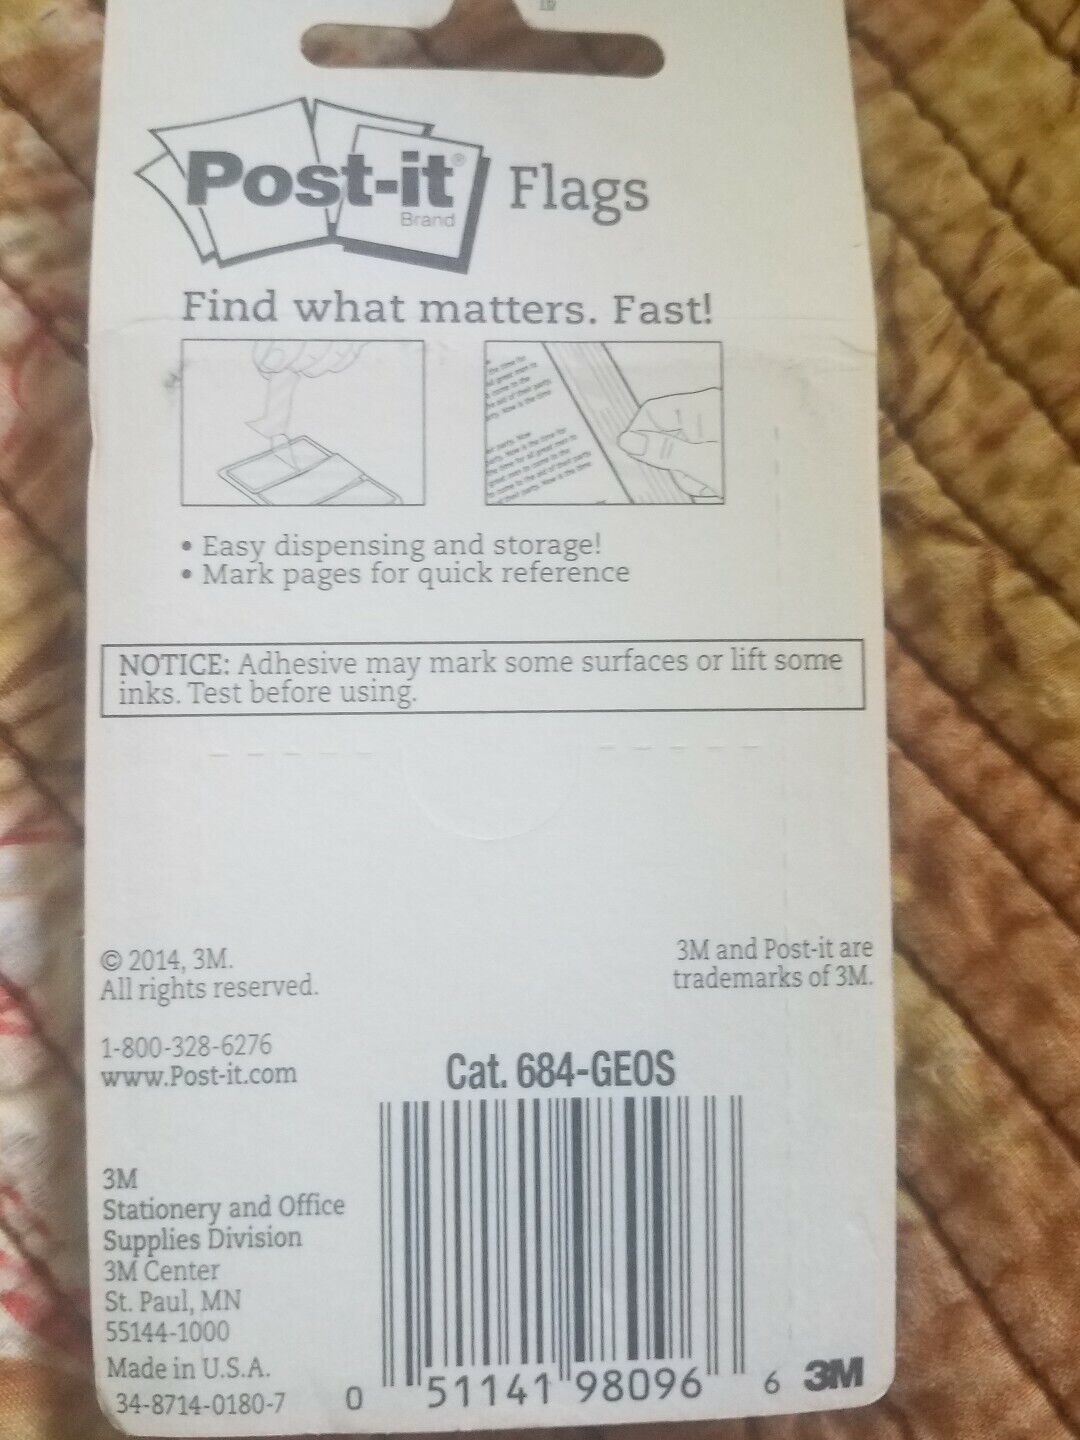 Post-it® Flags
Brand
Find what matters. Fast!
• Easy dispensing and storage!
• Mark pages for quick reference
NOTICE: Adhesive may mark some surfaces or lift some
inks. Test before using.
© 2014, 3M.
All rights reserved.
3M and Post-it are
trademarks of 3M.
1-800-328-6276
www.Post-it.com
Cat. 684-GEOS
3M
Stationery and Office
Supplies Division
3M Center
St. Paul, MN
55144-1000
Made in U.S.A.
34-8714-0180-7
0 51141 98096 6
3M